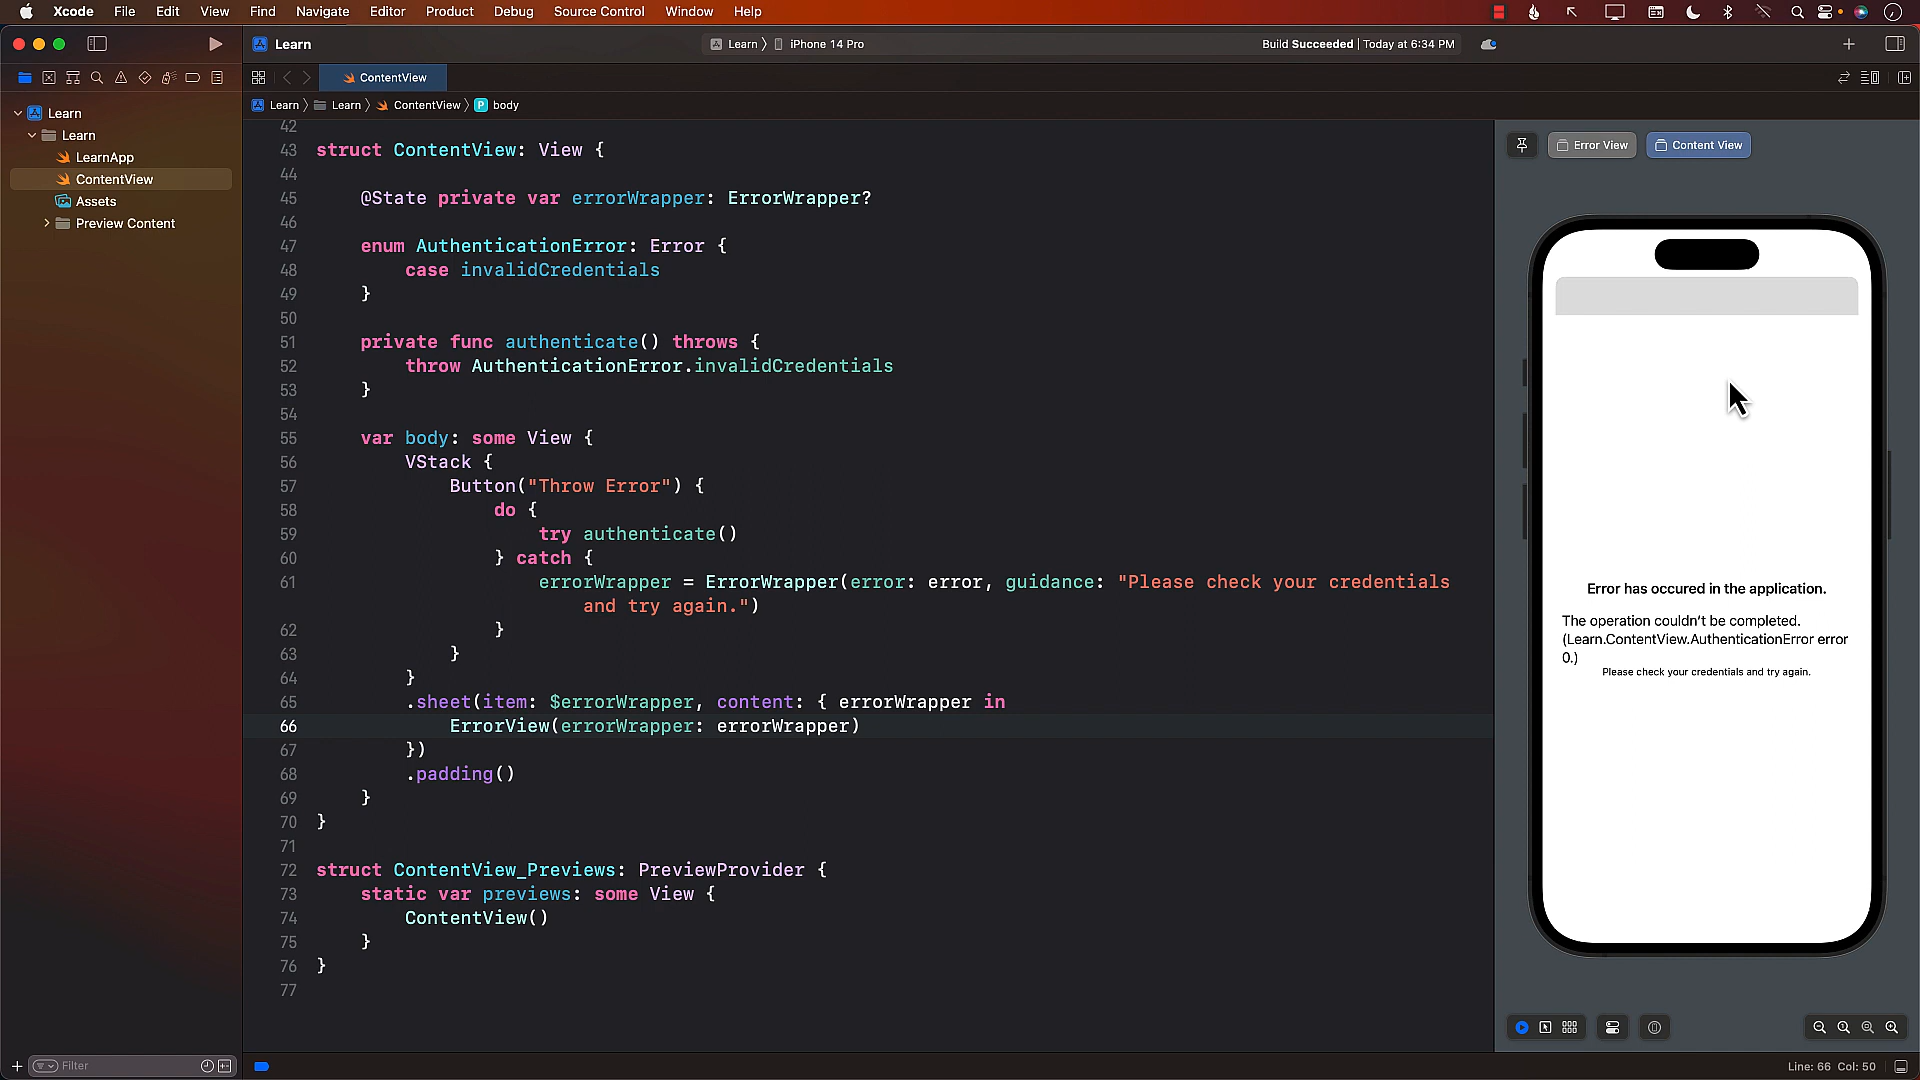 Xcode File Edit View Find Navigate Editor Product Debug Source Control Window Help
Learn
Learn 〉 iPhone 14 Pro
Build Succeeded | Today at 6:34 PM
ContentView
Learn 〉 Learn 〉 ContentView 〉 P body
Learn
Learn
LearnApp
ContentView
Assets
Preview Content
42
43 struct ContentView: View {
44
45 @State private var errorWrapper: ErrorWrapper?
46
47 enum AuthenticationError: Error {
48 case invalidCredentials
49 }
50
51 private func authenticate() throws {
52 throw AuthenticationError.invalidCredentials
53 }
54
55 var body: some View {
56 VStack {
57 Button("Throw Error") {
58 do {
59 try authenticate()
60 } catch {
61 errorWrapper = ErrorWrapper(error: error, guidance: "Please check your credentials
and try again.")
62 }
63 }
64 }
65 .sheet(item: $errorWrapper, content: { errorWrapper in
66 ErrorView(errorWrapper: errorWrapper)
67 })
68 .padding()
69 }
70 }
71
72 struct ContentView_Previews: PreviewProvider {
73 static var previews: some View {
74 ContentView()
75 }
76 }
77
Error View
Content View
Error has occured in the application.
The operation couldn’t be completed.
(Learn.ContentView.AuthenticationError error
0.)
Please check your credentials and try again.
Filter
Line: 66 Col: 50